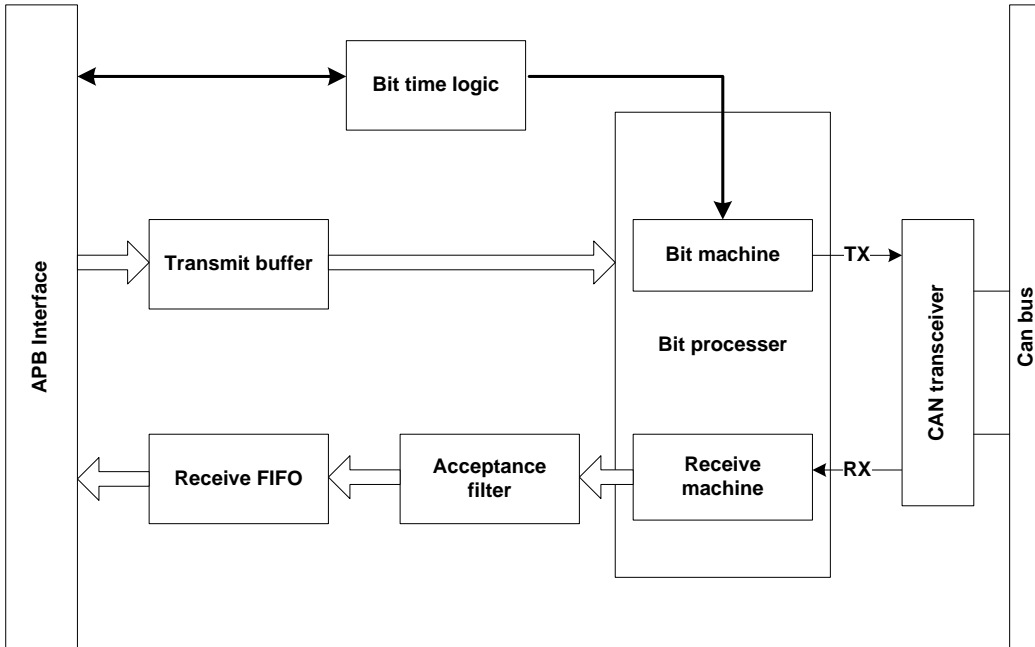 Bit time logic
APB Interface
Transmit buffer
Bit machine
TX
CAN transceiver
Can bus
Bit processer
Receive FIFO
Acceptance
filter
Receive
machine
RX